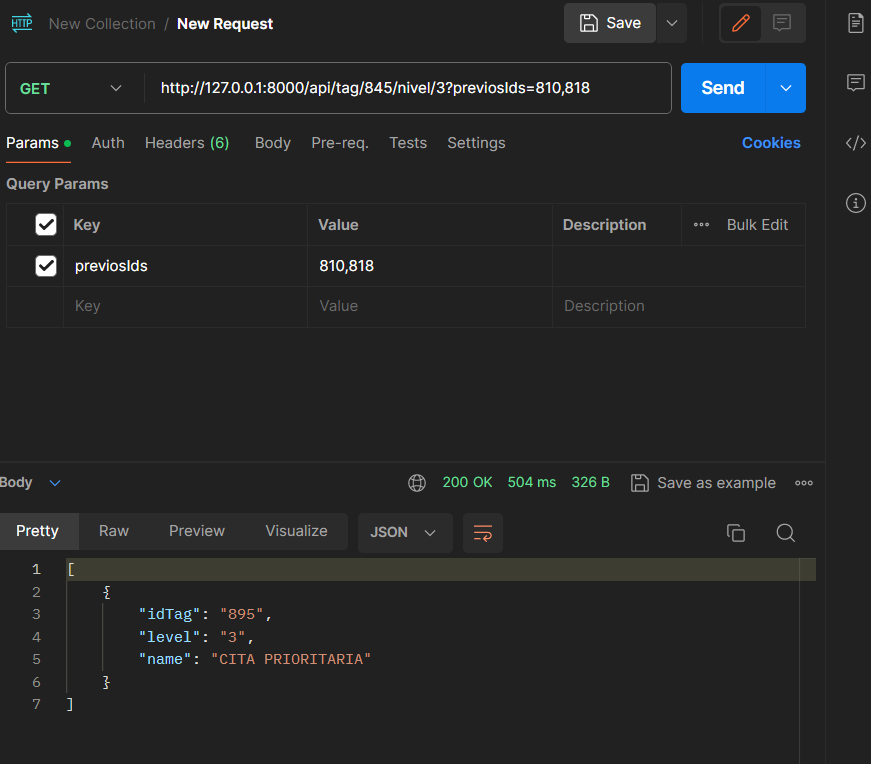 HTTP New Collection / New Request Save
GET http://127.0.0.1:8000/api/tag/845/nivel/3?previosIds=810,818 Send
Params Auth Headers (6) Body Pre-req. Tests Settings Cookies
Query Params
Key Value Description Bulk Edit
previosIds 810,818
Key Value Description
Body 200 OK 504 ms 326 B Save as example
Pretty Raw Preview Visualize JSON
1 [
2 {
3 "idTag": "895",
4 "level": "3",
5 "name": "CITA PRIORITARIA"
6 }
7 ]